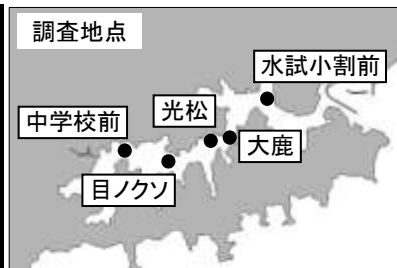 調査地点
水試小割前
光松
中学校前
大鹿
目ノクソ